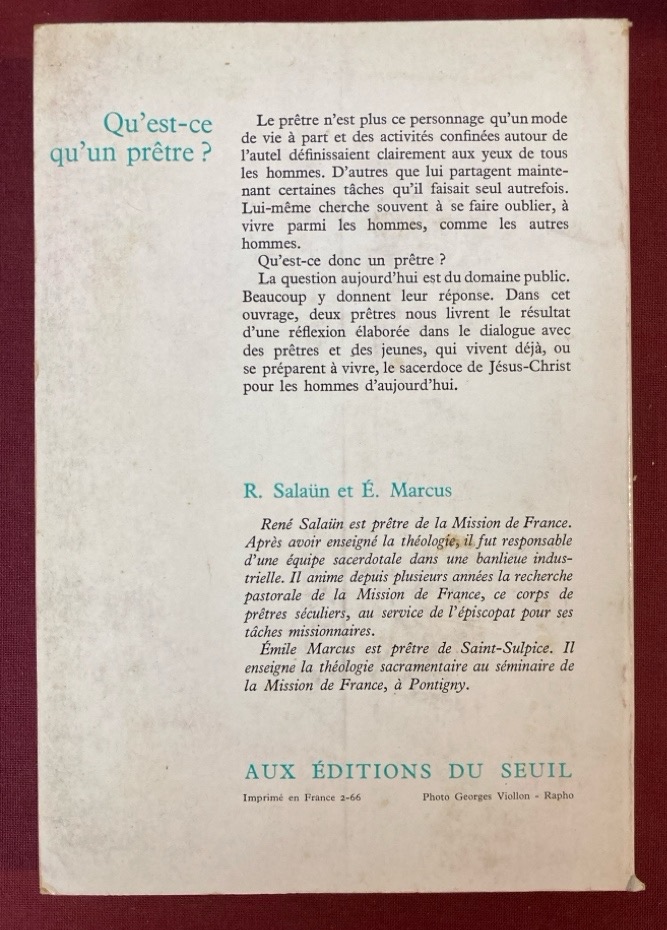 Qu'est-ce
qu'un prêtre ?
Le prêtre n'est plus ce personnage qu'un mode
de vie à part et des activités confinées autour de
l'autel définissaient clairement aux yeux de tous
les hommes. D'autres que lui partagent mainte-
nant certaines tâches qu'il faisait seul autrefois.
Lui-même cherche souvent à se faire oublier, à
vivre parmi les hommes, comme les autres
hommes.
Qu'est-ce donc un prêtre ?
La question aujourd'hui est du domaine public.
Beaucoup y donnent leur réponse. Dans cet
ouvrage, deux prêtres nous livrent le résultat
d'une réflexion élaborée dans le dialogue avec
des prêtres et des jeunes, qui vivent déjà, ou
se préparent à vivre, le sacerdoce de Jésus-Christ
pour les hommes d'aujourd'hui.
R. Salaün et É. Marcus
René Salaün est prêtre de la Mission de France.
Après avoir enseigné la théologie, il fut responsable
d'une équipe sacerdotale dans une banlieue indus-
trielle. Il anime depuis plusieurs années la recherche
pastorale de la Mission de France, ce corps de
prêtres séculiers, au service de l'épiscopat pour ses
tâches missionnaires.
Émile Marcus est prêtre de Saint-Sulpice. Il
enseigne la théologie sacramentaire au séminaire de
la Mission de France, à Pontigny.
AUX ÉDITIONS DU SEUIL
Imprimé en France 2-66 Photo Georges Viollon - Rapho